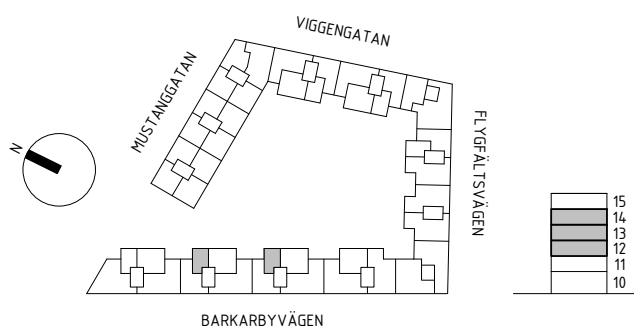 VIGGENGATAN
MUSTANGGATAN
FLYGFÄLTSVÄGEN
N
15
14
13
12
11
10
BARKARBYVÄGEN